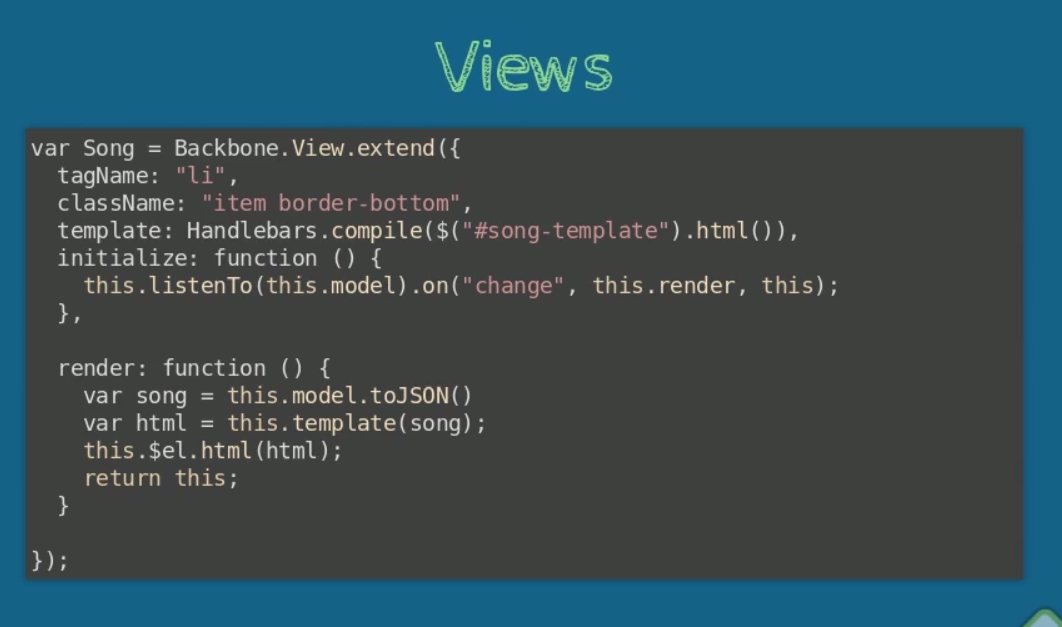 Views
var Song = Backbone.View.extend({
  tagName: "li",
  className: "item border-bottom",
  template: Handlebars.compile($("#song-template").html()),
  initialize: function () {
    this.listenTo(this.model).on("change", this.render, this);
  },
  render: function () {
    var song = this.model.toJSON()
    var html = this.template(song);
    this.$el.html(html);
    return this;
  }
});